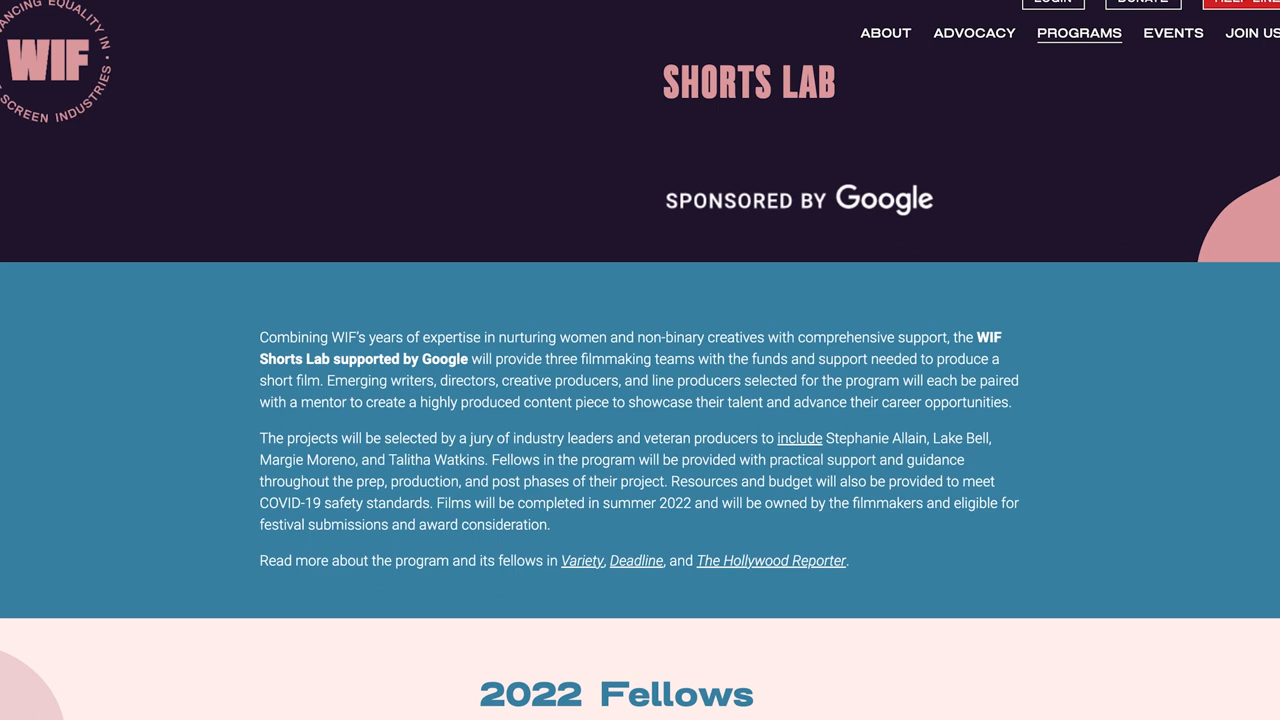 LOGIN DONATE HELP LINE
ANCING EQUALITY IN • SCREEN INDUSTRIES •
WIF
ABOUT ADVOCACY PROGRAMS EVENTS JOIN US
SHORTS LAB
SPONSORED BY Google
Combining WIF's years of expertise in nurturing women and non-binary creatives with comprehensive support, the WIF
Shorts Lab supported by Google will provide three filmmaking teams with the funds and support needed to produce a
short film. Emerging writers, directors, creative producers, and line producers selected for the program will each be paired
with a mentor to create a highly produced content piece to showcase their talent and advance their career opportunities.
The projects will be selected by a jury of industry leaders and veteran producers to include Stephanie Allain, Lake Bell,
Margie Moreno, and Talitha Watkins. Fellows in the program will be provided with practical support and guidance
throughout the prep, production, and post phases of their project. Resources and budget will also be provided to meet
COVID-19 safety standards. Films will be completed in summer 2022 and will be owned by the filmmakers and eligible for
festival submissions and award consideration.
Read more about the program and its fellows in Variety, Deadline, and The Hollywood Reporter.
2022 Fellows